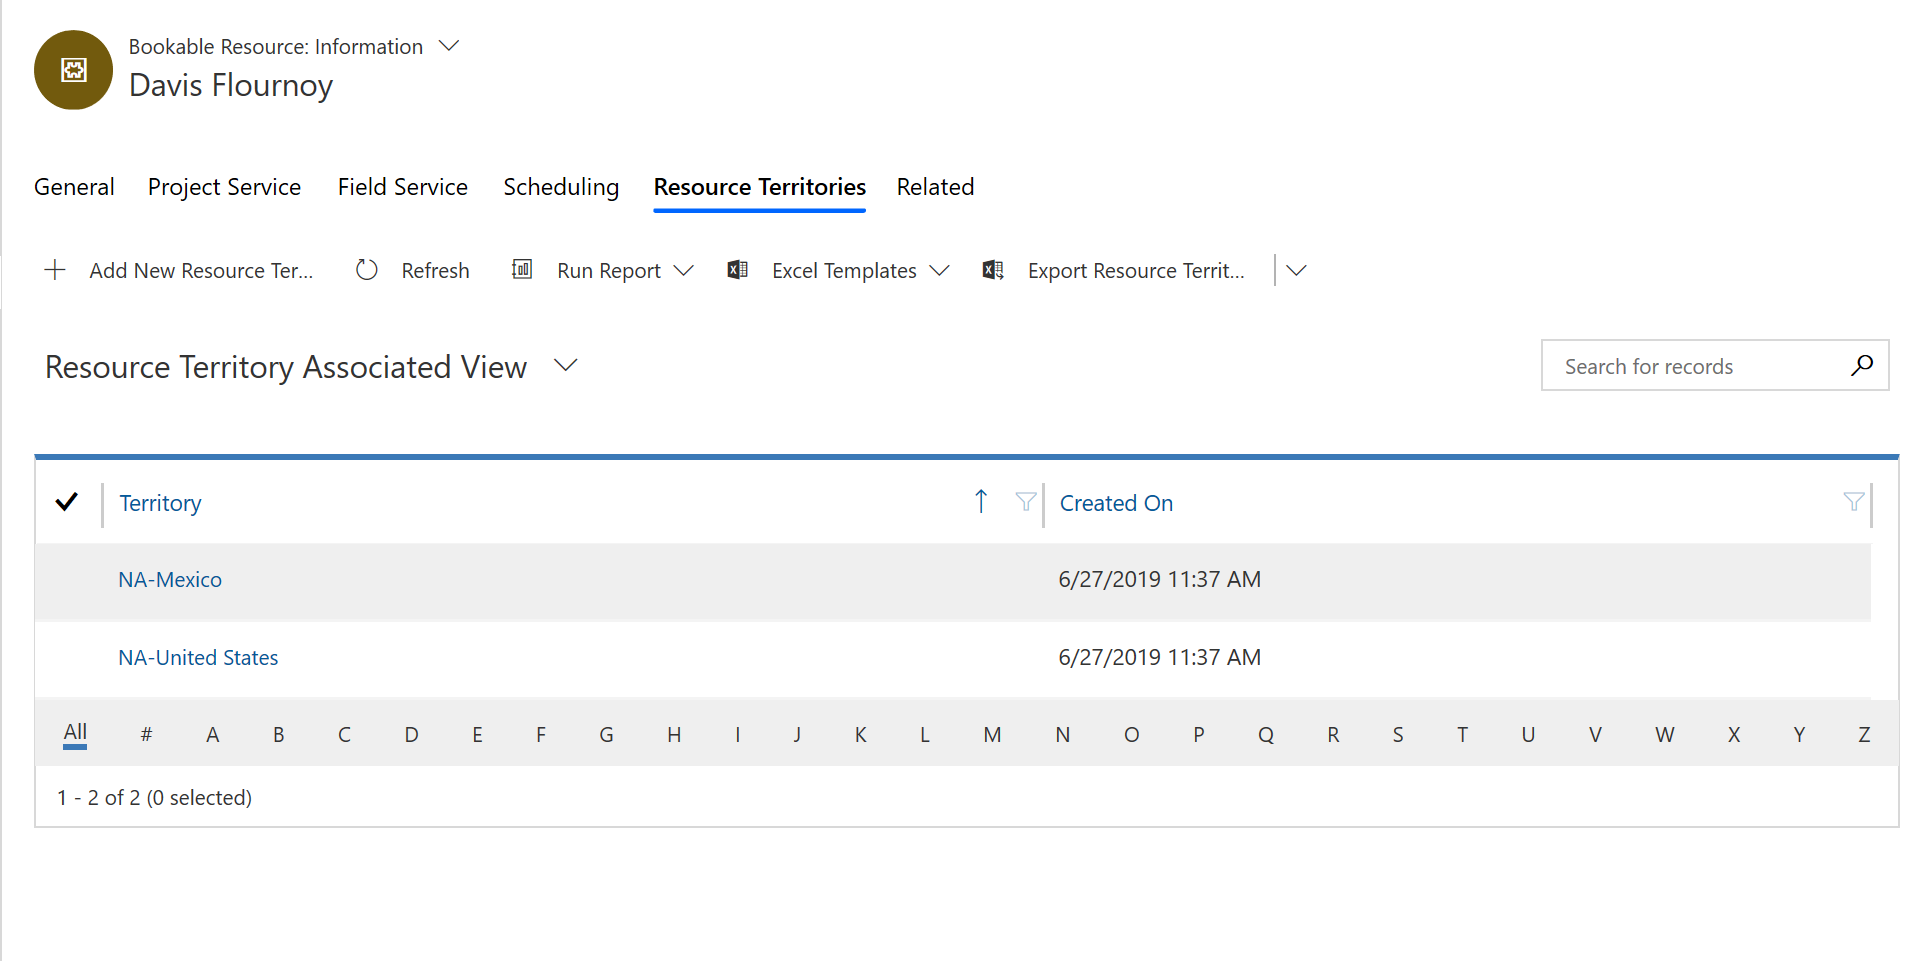 Bookable Resource: Information
Davis Flournoy
General Project Service Field Service Scheduling Resource Territories Related
Add New Resource Ter... Refresh Run Report Excel Templates Export Resource Territ...
Resource Territory Associated View Search for records
Territory Created On
NA-Mexico 6/27/2019 11:37 AM
NA-United States 6/27/2019 11:37 AM
All # A B C D E F G H I J K L M N O P Q R S T U V W X Y Z
1 - 2 of 2 (0 selected)